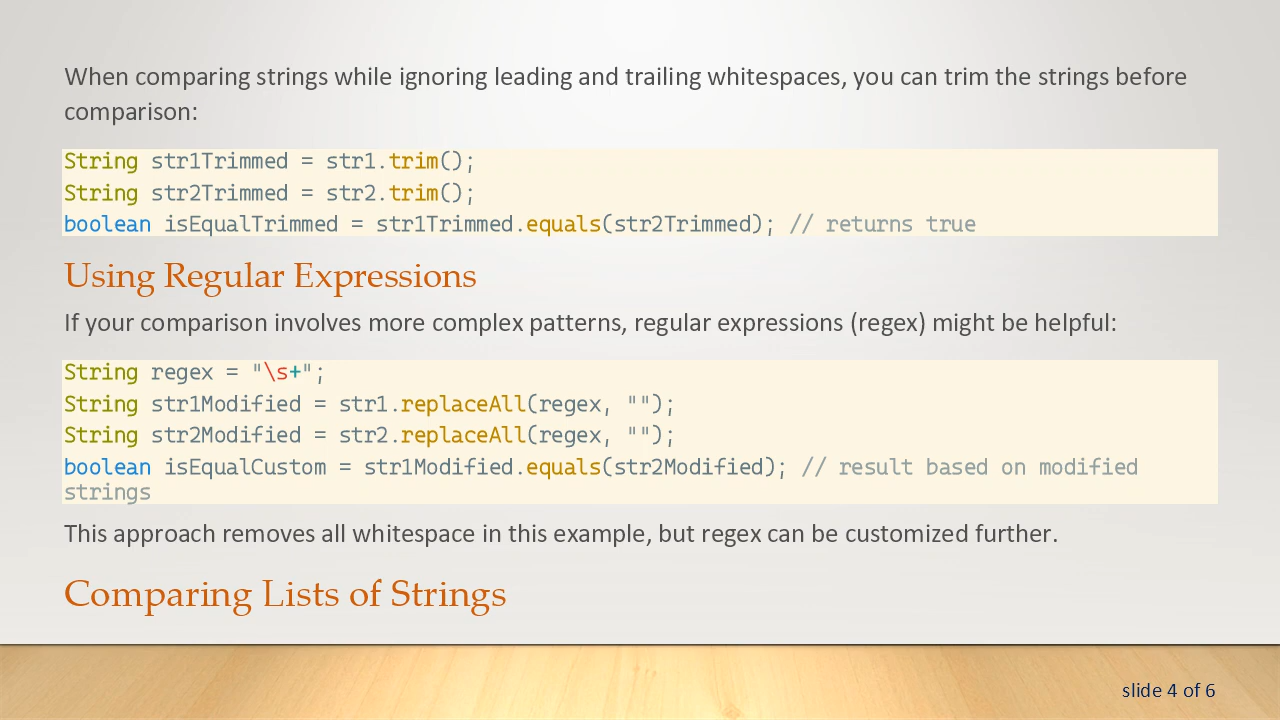 When comparing strings while ignoring leading and trailing whitespaces, you can trim the strings before
comparison:
String str1Trimmed = str1.trim();
String str2Trimmed = str2.trim();
boolean isEqualTrimmed = str1Trimmed.equals(str2Trimmed); // returns true
Using Regular Expressions
If your comparison involves more complex patterns, regular expressions (regex) might be helpful:
String regex = "\s+";
String str1Modified = str1.replaceAll(regex, "");
String str2Modified = str2.replaceAll(regex, "");
boolean isEqualCustom = str1Modified.equals(str2Modified); // result based on modified
strings
This approach removes all whitespace in this example, but regex can be customized further.
Comparing Lists of Strings
slide 4 of 6